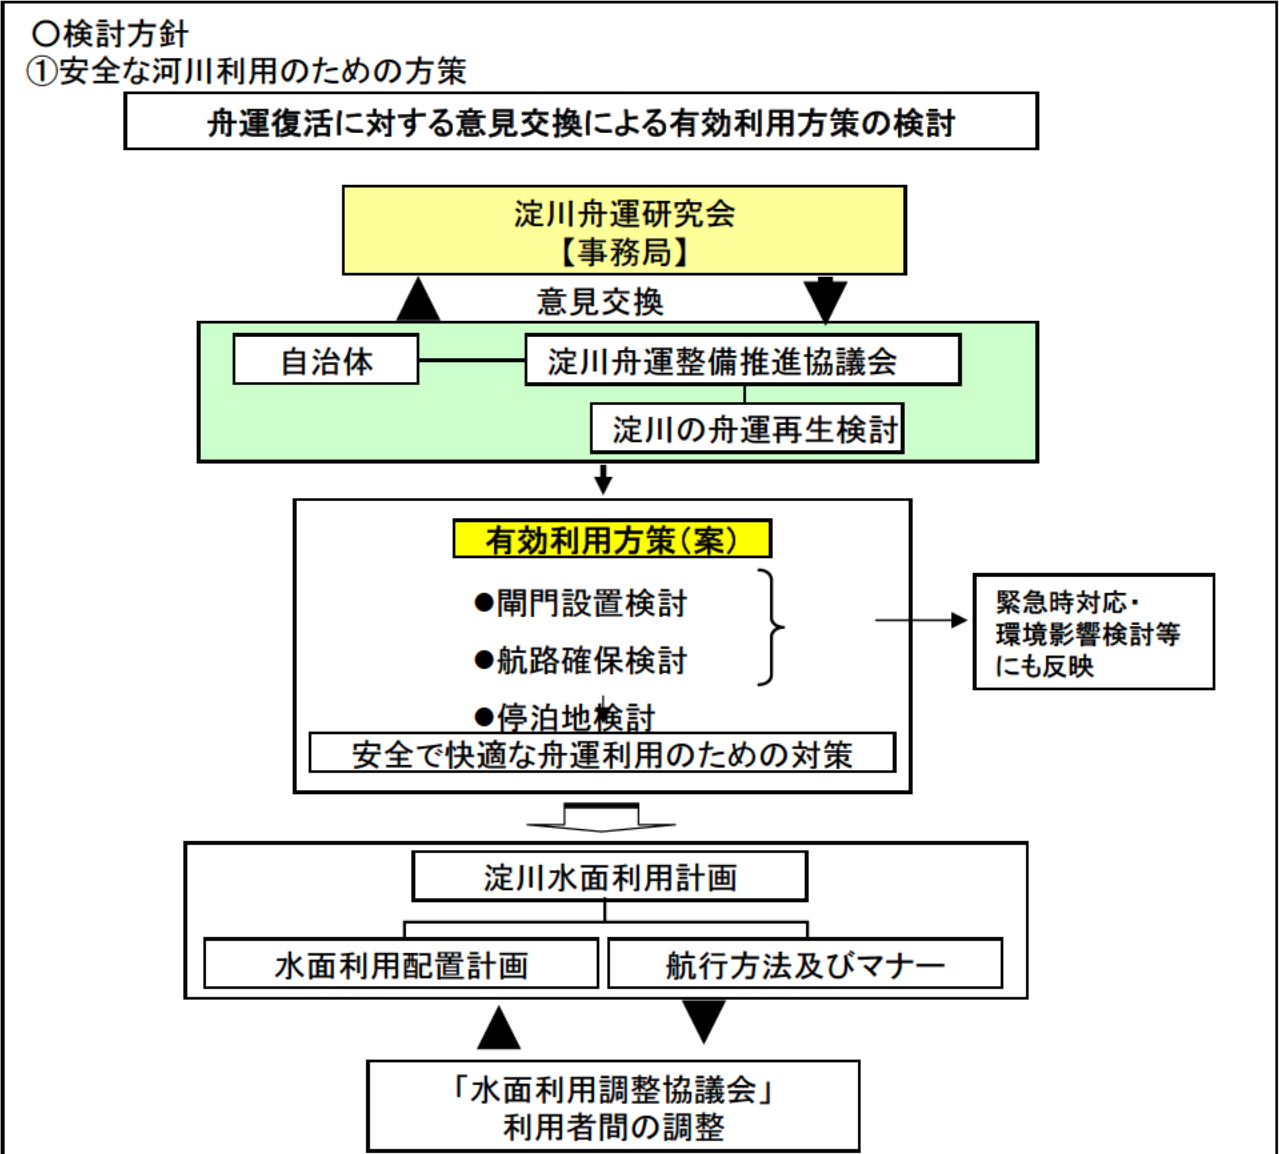 〇検討方針
①安全な河川利用のための方策
舟運復活に対する意見交換による有効利用方策の検討
淀川舟運研究会
【事務局】
意見交換
自治体
淀川舟運整備推進協議会
淀川の舟運再生検討
有効利用方策（案）
●閘門設置検討
●航路確保検討
●停泊地検討
安全で快適な舟運利用のための対策
緊急時対応・
環境影響検討等
にも反映
淀川水面利用計画
水面利用配置計画
航行方法及びマナー
「水面利用調整協議会」
利用者間の調整